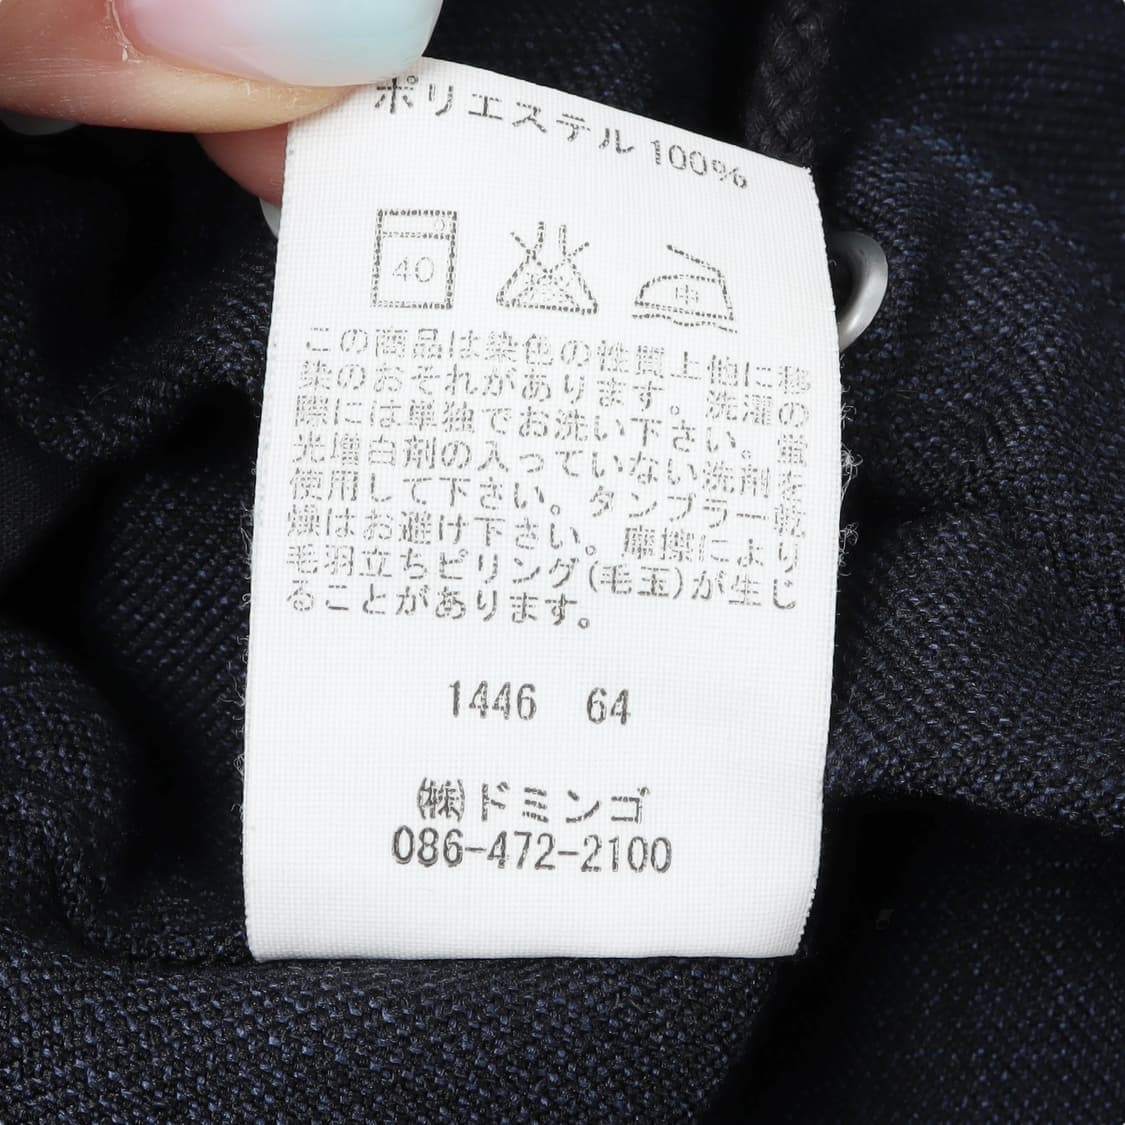 ポリエステル 100%
40
中
この商品は染色の性質上他に移
染のおそれがあります。洗濯の
際には単独でお洗い下さい。蛍
光増白剤の入っていない洗剤を
使用して下さい。タンブラー乾
燥はお避け下さい。摩擦により
毛羽立ちピリング(毛玉)が生じ
ることがあります。
1446 64
㈱ドミンゴ
086-472-2100